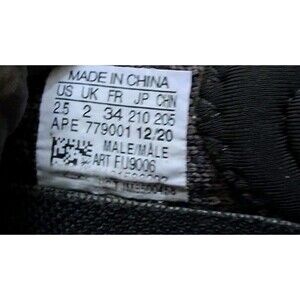 MADE IN CHINA
US UK FR JP CHN
2.5 2 34 210 205
APE 779001 12/20
MALE/MÂLE
ART FU9006